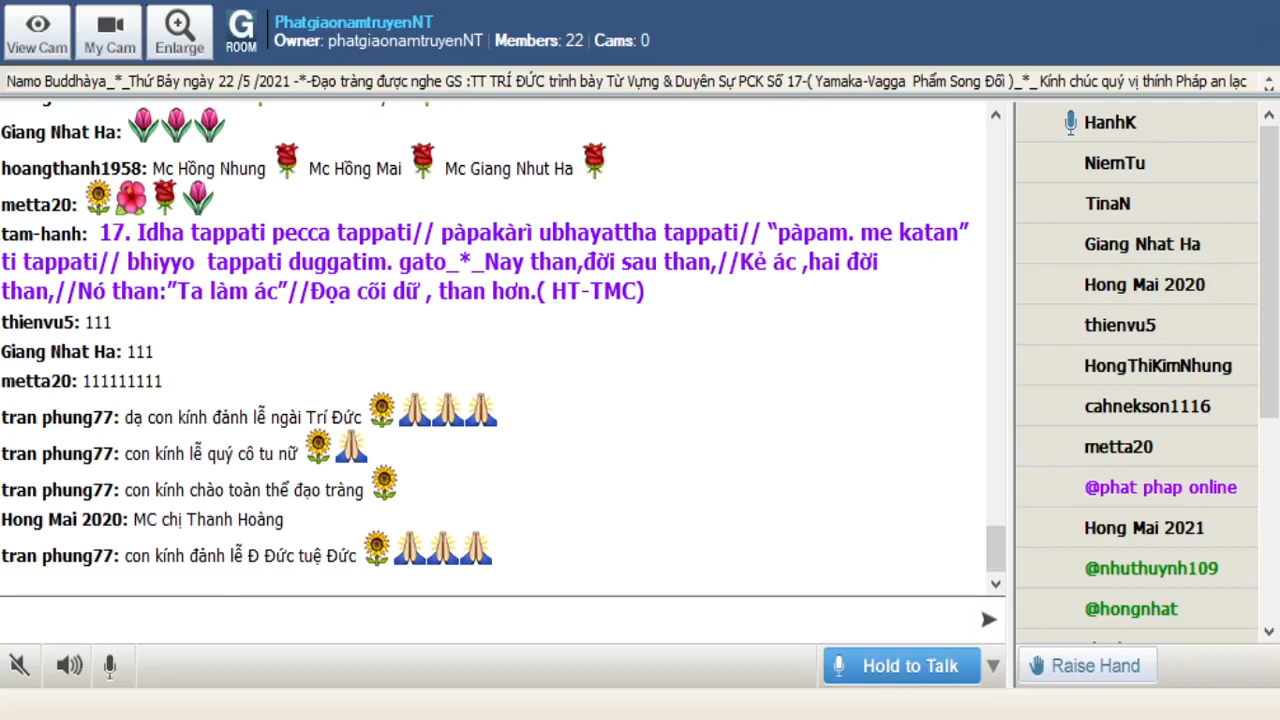 View Cam
My Cam
Enlarge
G
ROOM
PhatgiaonamtruyenNT
Owner: phatgiaonamtruyenNT | Members: 22 | Cams: 0
Namo Buddhàya_*_Thứ Bảy ngày 22 /5 /2021 -*-Đạo tràng được nghe GS :TT TRÍ ĐỨC trình bày Từ Vựng & Duyên Sự PCK Số 17-( Yamaka-Vagga Phẩm Song Đối )_*_ Kính chúc quý vị thính Pháp an lạc
Giang Nhat Ha:
hoangthanh1958: Mc Hồng Nhung Mc Hồng Mai Mc Giang Nhut Ha
metta20:
tam-hanh: 17. Idha tappati pecca tappati// pàpakàrì ubhayattha tappati// “pàpam. me katan”
ti tappati// bhiyyo tappati duggatim. gato_*_Nay than,đời sau than,//Kẻ ác ,hai đời
than,//Nó than:”Ta làm ác”//Đọa cõi dữ , than hơn.( HT-TMC)
thienvu5: 111
Giang Nhat Ha: 111
metta20: 111111111
tran phung77: dạ con kính đảnh lễ ngài Trí Đức
tran phung77: con kính lễ quý cô tu nữ
tran phung77: con kính chào toàn thể đạo tràng
Hong Mai 2020: MC chị Thanh Hoàng
tran phung77: con kính đảnh lễ Đ Đức tuệ Đức
HanhK
NiemTu
TinaN
Giang Nhat Ha
Hong Mai 2020
thienvu5
HongThiKimNhung
cahnekson1116
metta20
@phat phap online
Hong Mai 2021
@nhuthuynh109
@hongnhat
Hold to Talk
Raise Hand